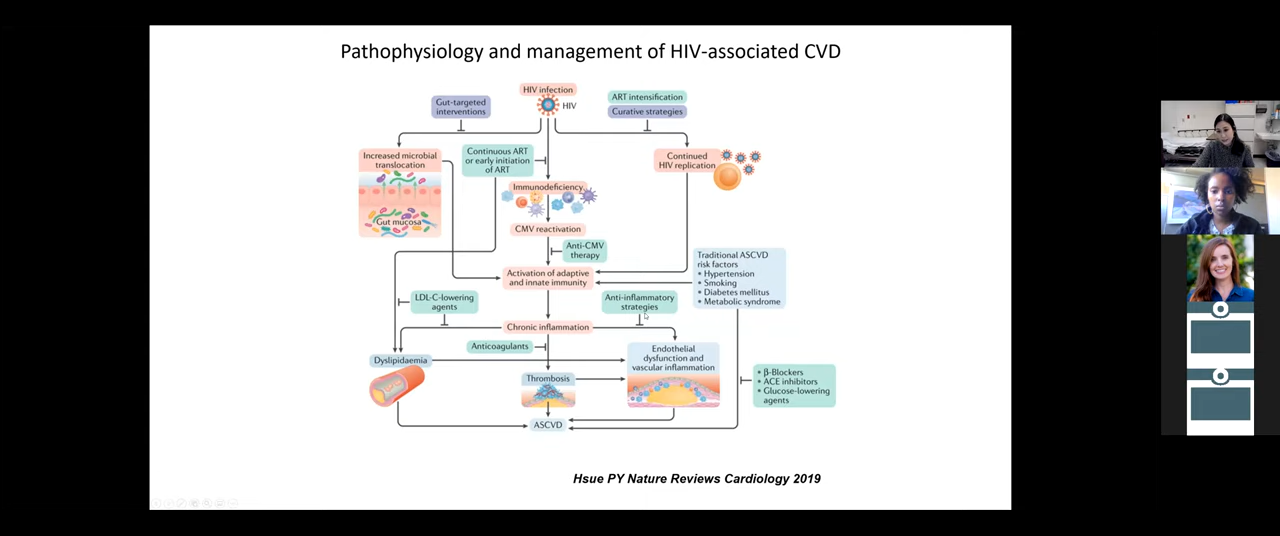 Pathophysiology and management of HIV-associated CVD
HIV infection
HIV
Gut-targeted
interventions
ART intensification
Curative strategies
Increased microbial
translocation
Gut mucosa
Continuous ART
or early initiation
of ART
Continued
HIV replication
Immunodeficiency
CMV reactivation
Anti-CMV
therapy
Activation of adaptive
and innate immunity
Traditional ASCVD
risk factors
• Hypertension
• Smoking
• Diabetes mellitus
• Metabolic syndrome
LDL-C-lowering
agents
Anti-inflammatory
strategies
Chronic inflammation
Anticoagulants
Dyslipidaemia
Thrombosis
Endothelial
dysfunction and
vascular inflammation
• β-Blockers
• ACE inhibitors
• Glucose-lowering
agents
ASCVD
Hsue PY Nature Reviews Cardiology 2019